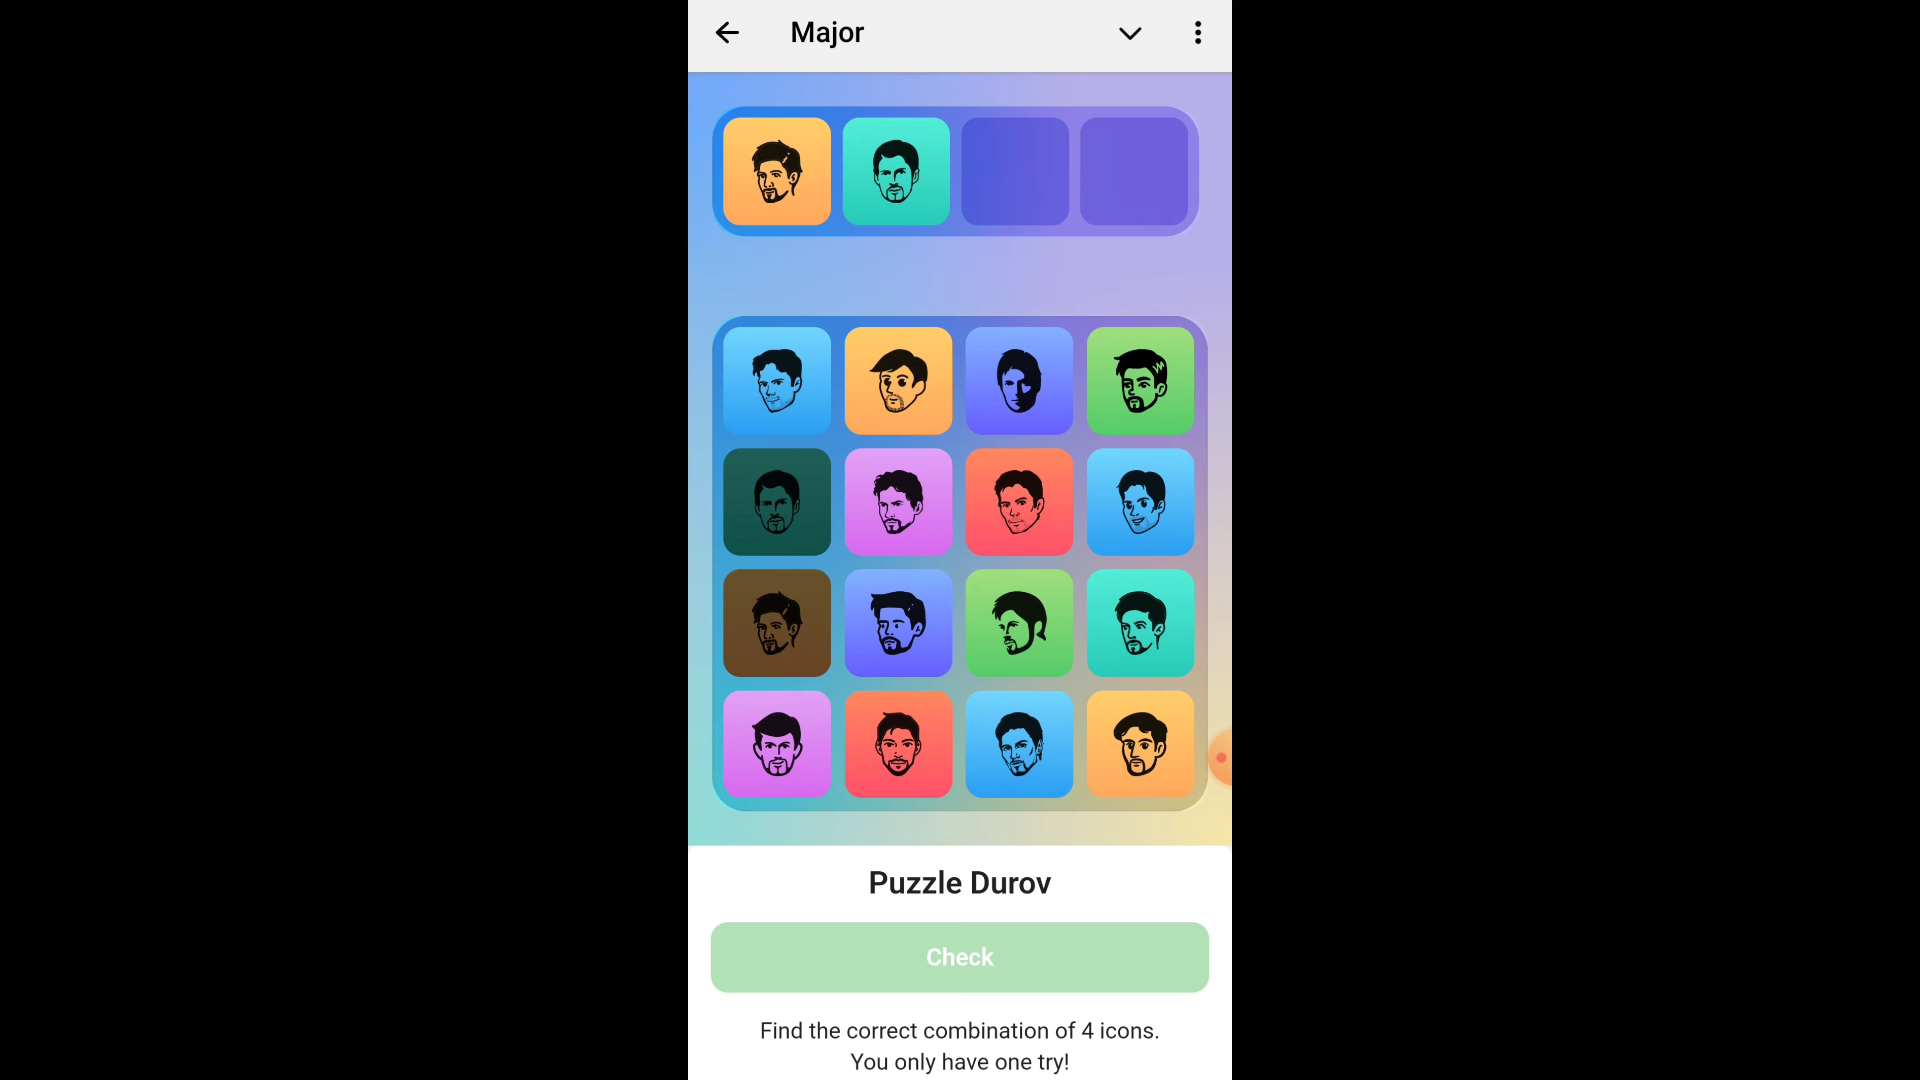 Major
Puzzle Durov
Check
Find the correct combination of 4 icons.
You only have one try!